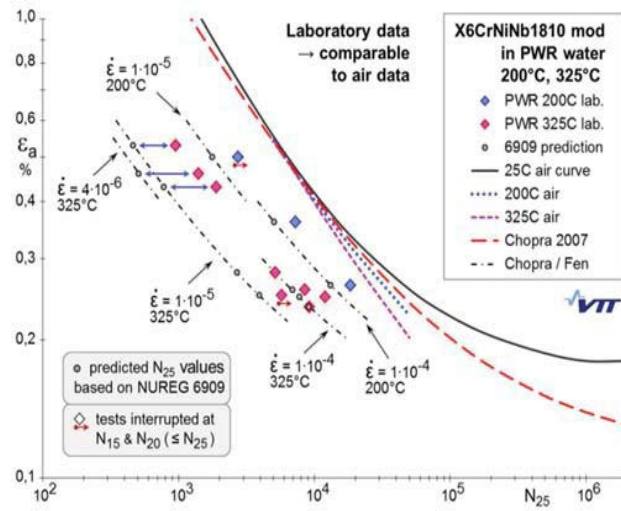 Laboratory data
→ comparable
to air data
X6CrNiNb1810 mod
in PWR water
200°C, 325°C
PWR 200C lab.
PWR 325C lab.
6909 prediction
25C air curve
200C air
325C air
Chopra 2007
Chopra / Fen
VTT
ε̇ = 1·10⁻⁵
200°C
ε̇ = 4·10⁻⁶
325°C
ε̇ = 1·10⁻⁵
325°C
ε̇ = 1·10⁻⁴
325°C
ε̇ = 1·10⁻⁴
200°C
predicted N₂₅ values
based on NUREG 6909
tests interrupted at
N₁₅ & N₂₀ (≤ N₂₅)
1,0
0,8
0,6
εₐ
%
0,4
0,3
0,2
0,1
10²
10³
10⁴
10⁵
N₂₅
10⁶